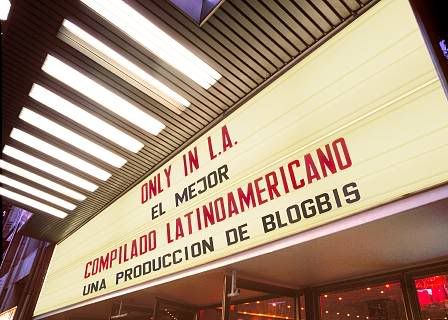 ONLY IN L.A.
EL MEJOR
COMPILADO LATINOAMERICANO
UNA PRODUCCION DE BLOGBIS